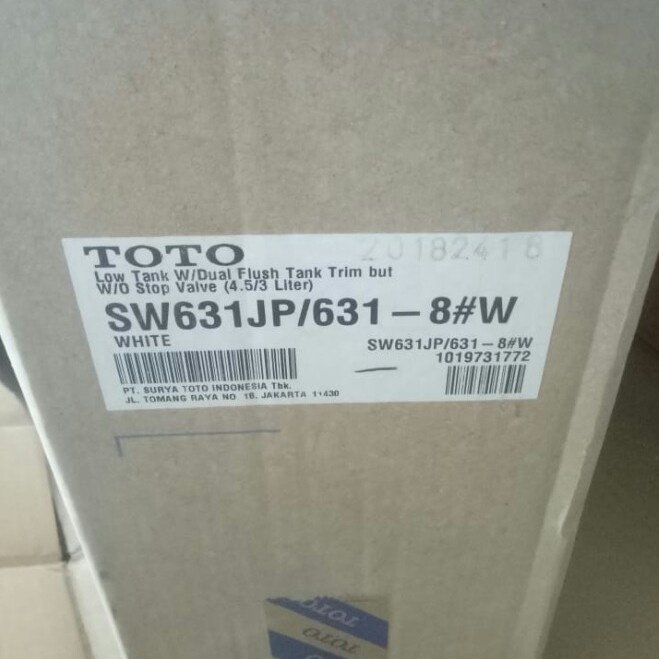 TOTO 20182418
Low Tank W/Dual Flush Tank Trim but
W/O Stop Valve (4.5/3 Liter)
SW631JP/631-8#W
WHITE
SW631JP/631-8#W
1019731772
PT. SURYA TOTO INDONESIA Tbk.
JL. TOMANG RAYA NO 18. JAKARTA 11430
TOTO
TOTO